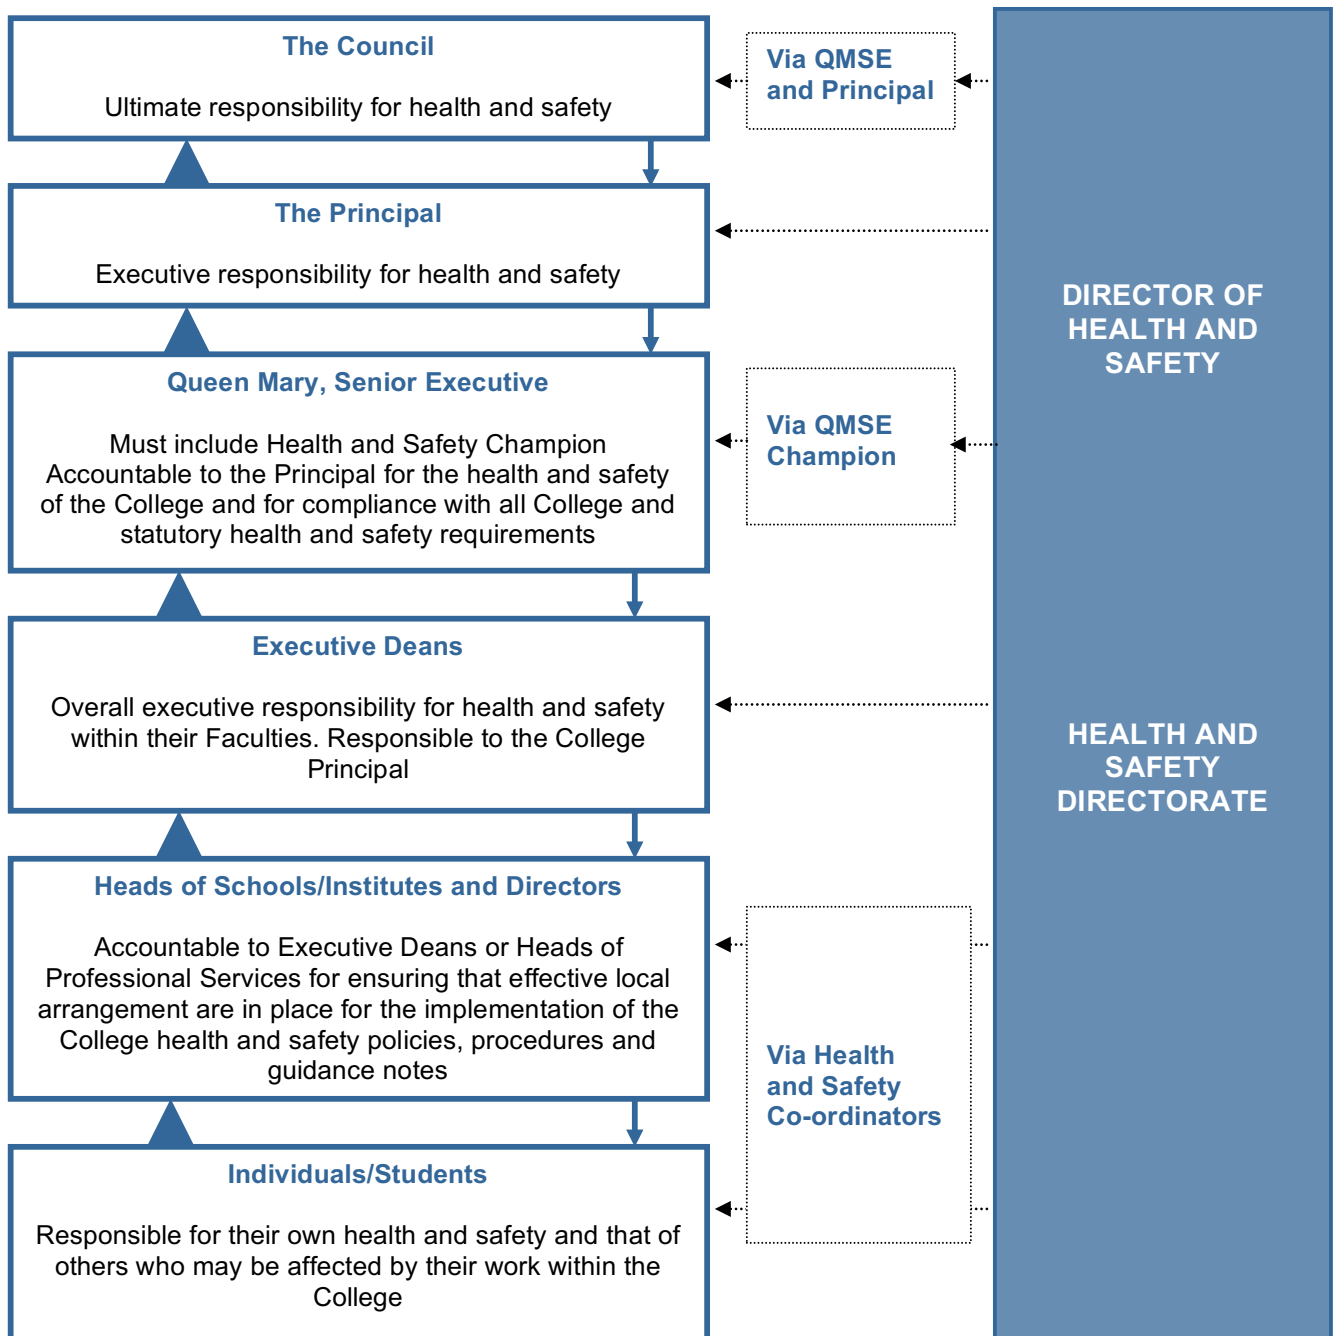 The Council
Ultimate responsibility for health and safety
Via QMSE
and Principal
The Principal
Executive responsibility for health and safety
DIRECTOR OF
HEALTH AND
SAFETY
Queen Mary, Senior Executive
Must include Health and Safety Champion
Accountable to the Principal for the health and safety
of the College and for compliance with all College and
statutory health and safety requirements
Via QMSE
Champion
Executive Deans
Overall executive responsibility for health and safety
within their Faculties. Responsible to the College
Principal
HEALTH AND
SAFETY
DIRECTORATE
Heads of Schools/Institutes and Directors
Accountable to Executive Deans or Heads of
Professional Services for ensuring that effective local
arrangement are in place for the implementation of the
College health and safety policies, procedures and
guidance notes
Via Health
and Safety
Co-ordinators
Individuals/Students
Responsible for their own health and safety and that of
others who may be affected by their work within the
College